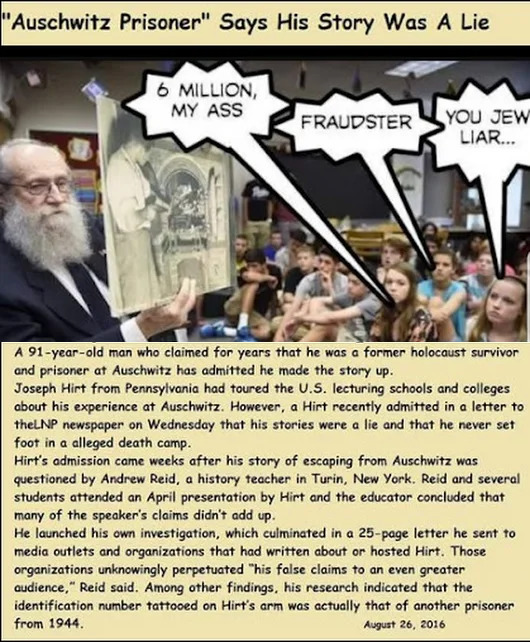 "Auschwitz Prisoner" Says His Story Was A Lie
6 MILLION,
MY ASS
FRAUDSTER
YOU JEW
LIAR...
A 91-year-old man who claimed for years that he was a former holocaust survivor
and prisoner at Auschwitz has admitted he made the story up.
Joseph Hirt from Pennsylvania had toured the U.S. lecturing schools and colleges
about his experience at Auschwitz. However, a Hirt recently admitted in a letter to
theLNP newspaper on Wednesday that his stories were a lie and that he never set
foot in a alleged death camp.
Hirt's admission came weeks after his story of escaping from Auschwitz was
questioned by Andrew Reid, a history teacher in Turin, New York. Reid and several
students attended an April presentation by Hirt and the educator concluded that
many of the speaker's claims didn't add up.
He launched his own investigation, which culminated in a 25-page letter he sent to
media outlets and organizations that had written about or hosted Hirt. Those
organizations unknowingly perpetuated "his false claims to an even greater
audience," Reid said. Among other findings, his research indicated that the
identification number tattooed on Hirt's arm was actually that of another prisoner
from 1944.
August 26, 2016